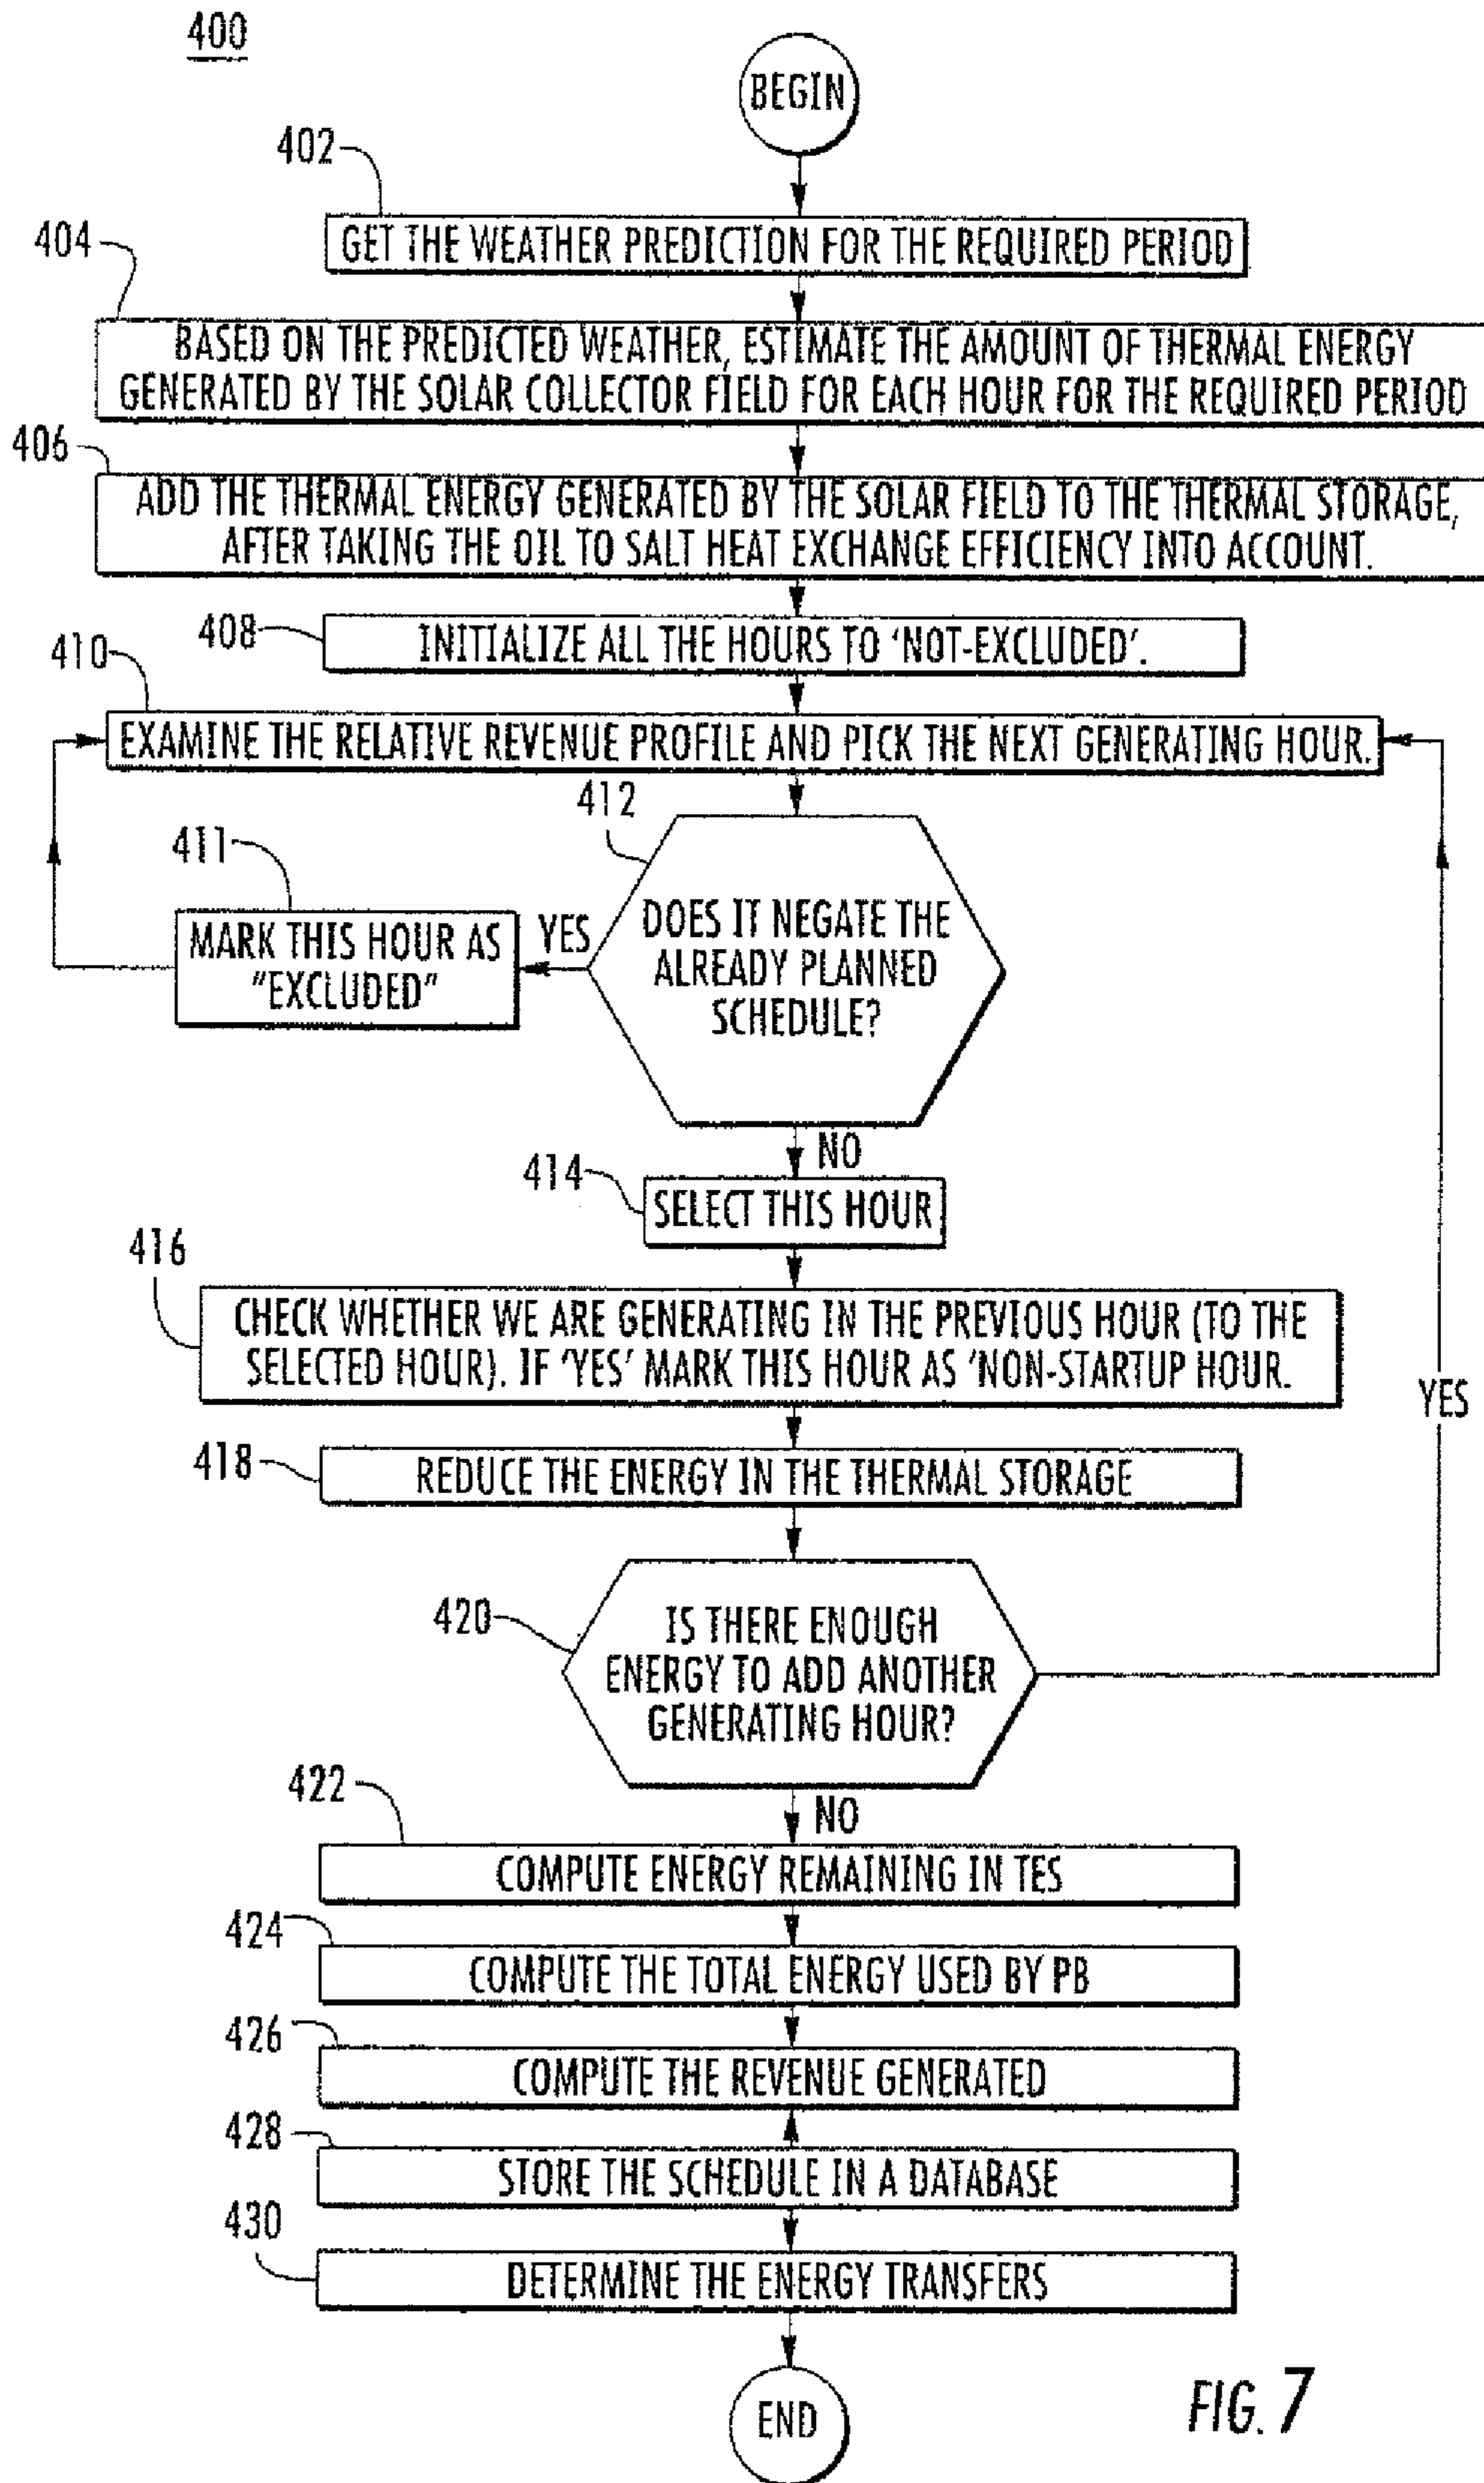 400
BEGIN
402
GET THE WEATHER PREDICTION FOR THE REQUIRED PERIOD
404
BASED ON THE PREDICTED WEATHER, ESTIMATE THE AMOUNT OF THERMAL ENERGY
GENERATED BY THE SOLAR COLLECTOR FIELD FOR EACH HOUR FOR THE REQUIRED PERIOD
406
ADD THE THERMAL ENERGY GENERATED BY THE SOLAR FIELD TO THE THERMAL STORAGE,
AFTER TAKING THE OIL TO SALT HEAT EXCHANGE EFFICIENCY INTO ACCOUNT.
408
INITIALIZE ALL THE HOURS TO 'NOT-EXCLUDED'.
410
EXAMINE THE RELATIVE REVENUE PROFILE AND PICK THE NEXT GENERATING HOUR.
412
DOES IT NEGATE THE
ALREADY PLANNED
SCHEDULE?
YES
411
MARK THIS HOUR AS
"EXCLUDED"
NO
414
SELECT THIS HOUR
416
CHECK WHETHER WE ARE GENERATING IN THE PREVIOUS HOUR (TO THE
SELECTED HOUR). IF 'YES' MARK THIS HOUR AS 'NON-STARTUP HOUR.
418
REDUCE THE ENERGY IN THE THERMAL STORAGE
420
IS THERE ENOUGH
ENERGY TO ADD ANOTHER
GENERATING HOUR?
YES
NO
422
COMPUTE ENERGY REMAINING IN TES
424
COMPUTE THE TOTAL ENERGY USED BY PB
426
COMPUTE THE REVENUE GENERATED
428
STORE THE SCHEDULE IN A DATABASE
430
DETERMINE THE ENERGY TRANSFERS
END
FIG. 7